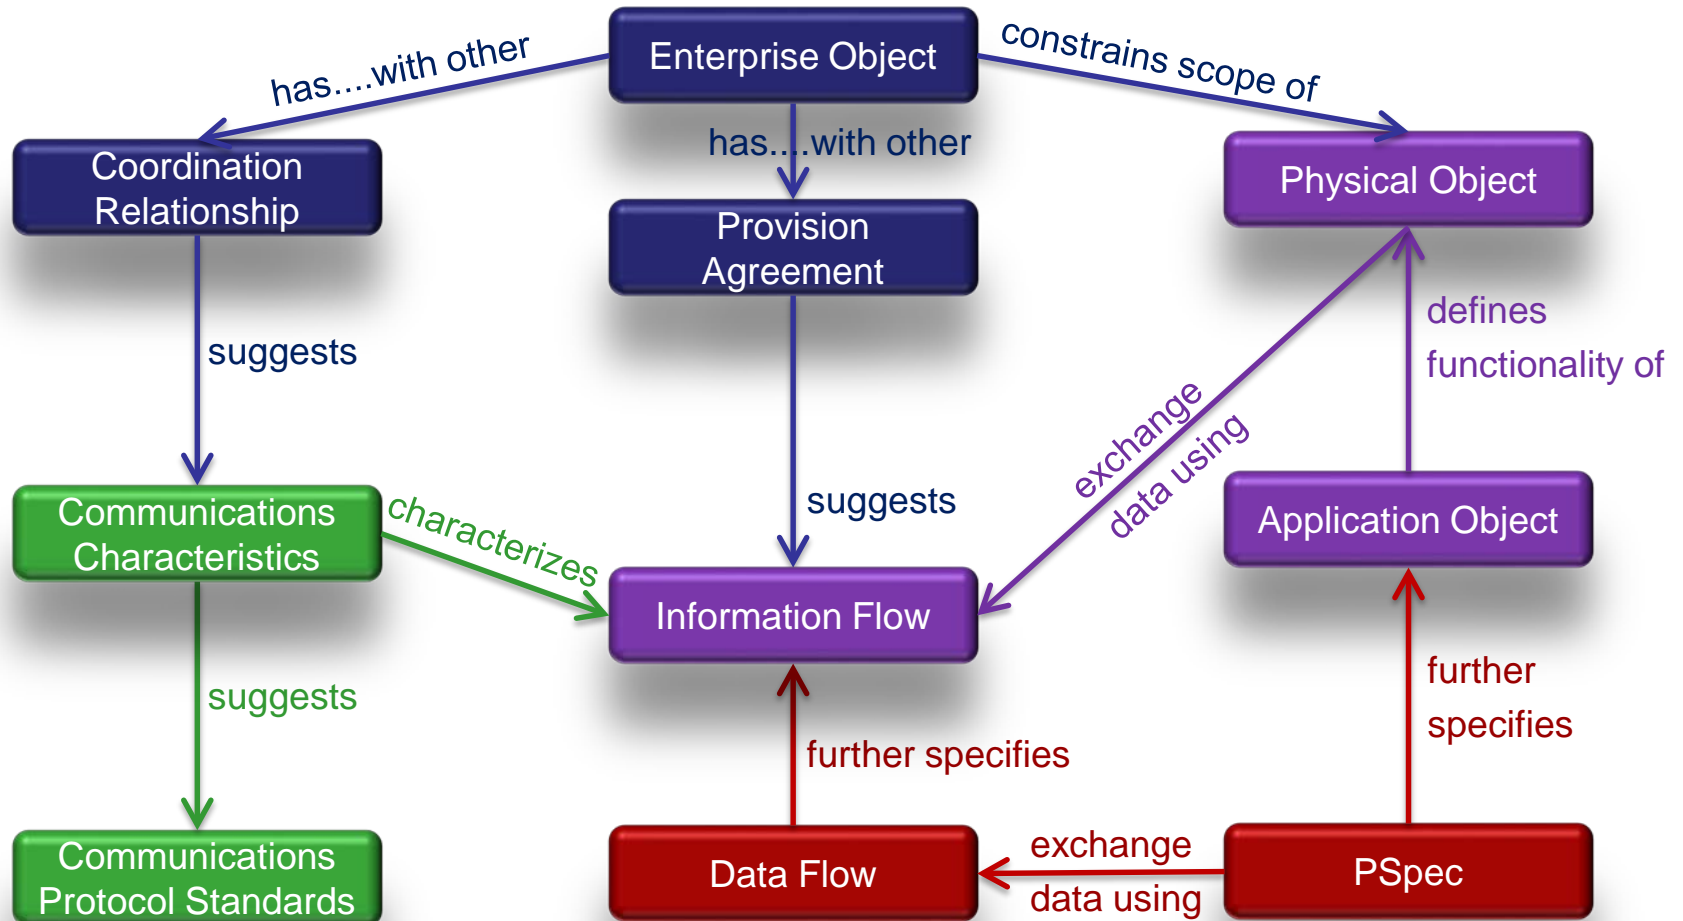 Enterprise Object
has....with other
constrains scope of
has....with other
Coordination
Relationship
Provision
Agreement
Physical Object
suggests
defines
functionality of
exchange
data using
suggests
Communications
Characteristics
characterizes
Application Object
Information Flow
suggests
further specifies
further
specifies
Communications
Protocol Standards
Data Flow
exchange
data using
PSpec